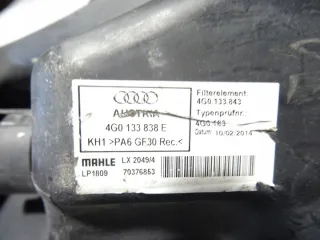 AUSTRIA
4G0 133 838 E
KH1 >PA6 GF30 Rec.<
Filterelement:
4G0 133 843
Typenprüfnr.
4G0 183
Datum: 10/02.2014
MAHLE LX 2049/4
LP1809 70376853